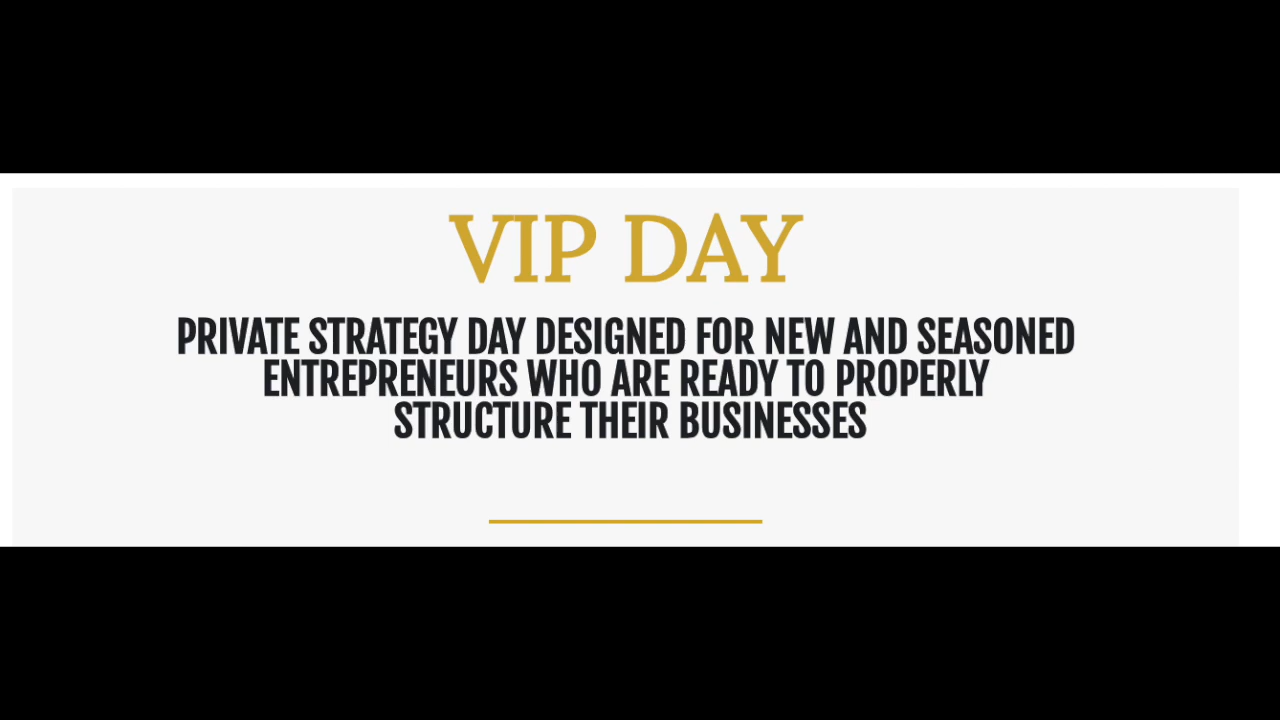 VIP DAY
PRIVATE STRATEGY DAY DESIGNED FOR NEW AND SEASONED
ENTREPRENEURS WHO ARE READY TO PROPERLY
STRUCTURE THEIR BUSINESSES